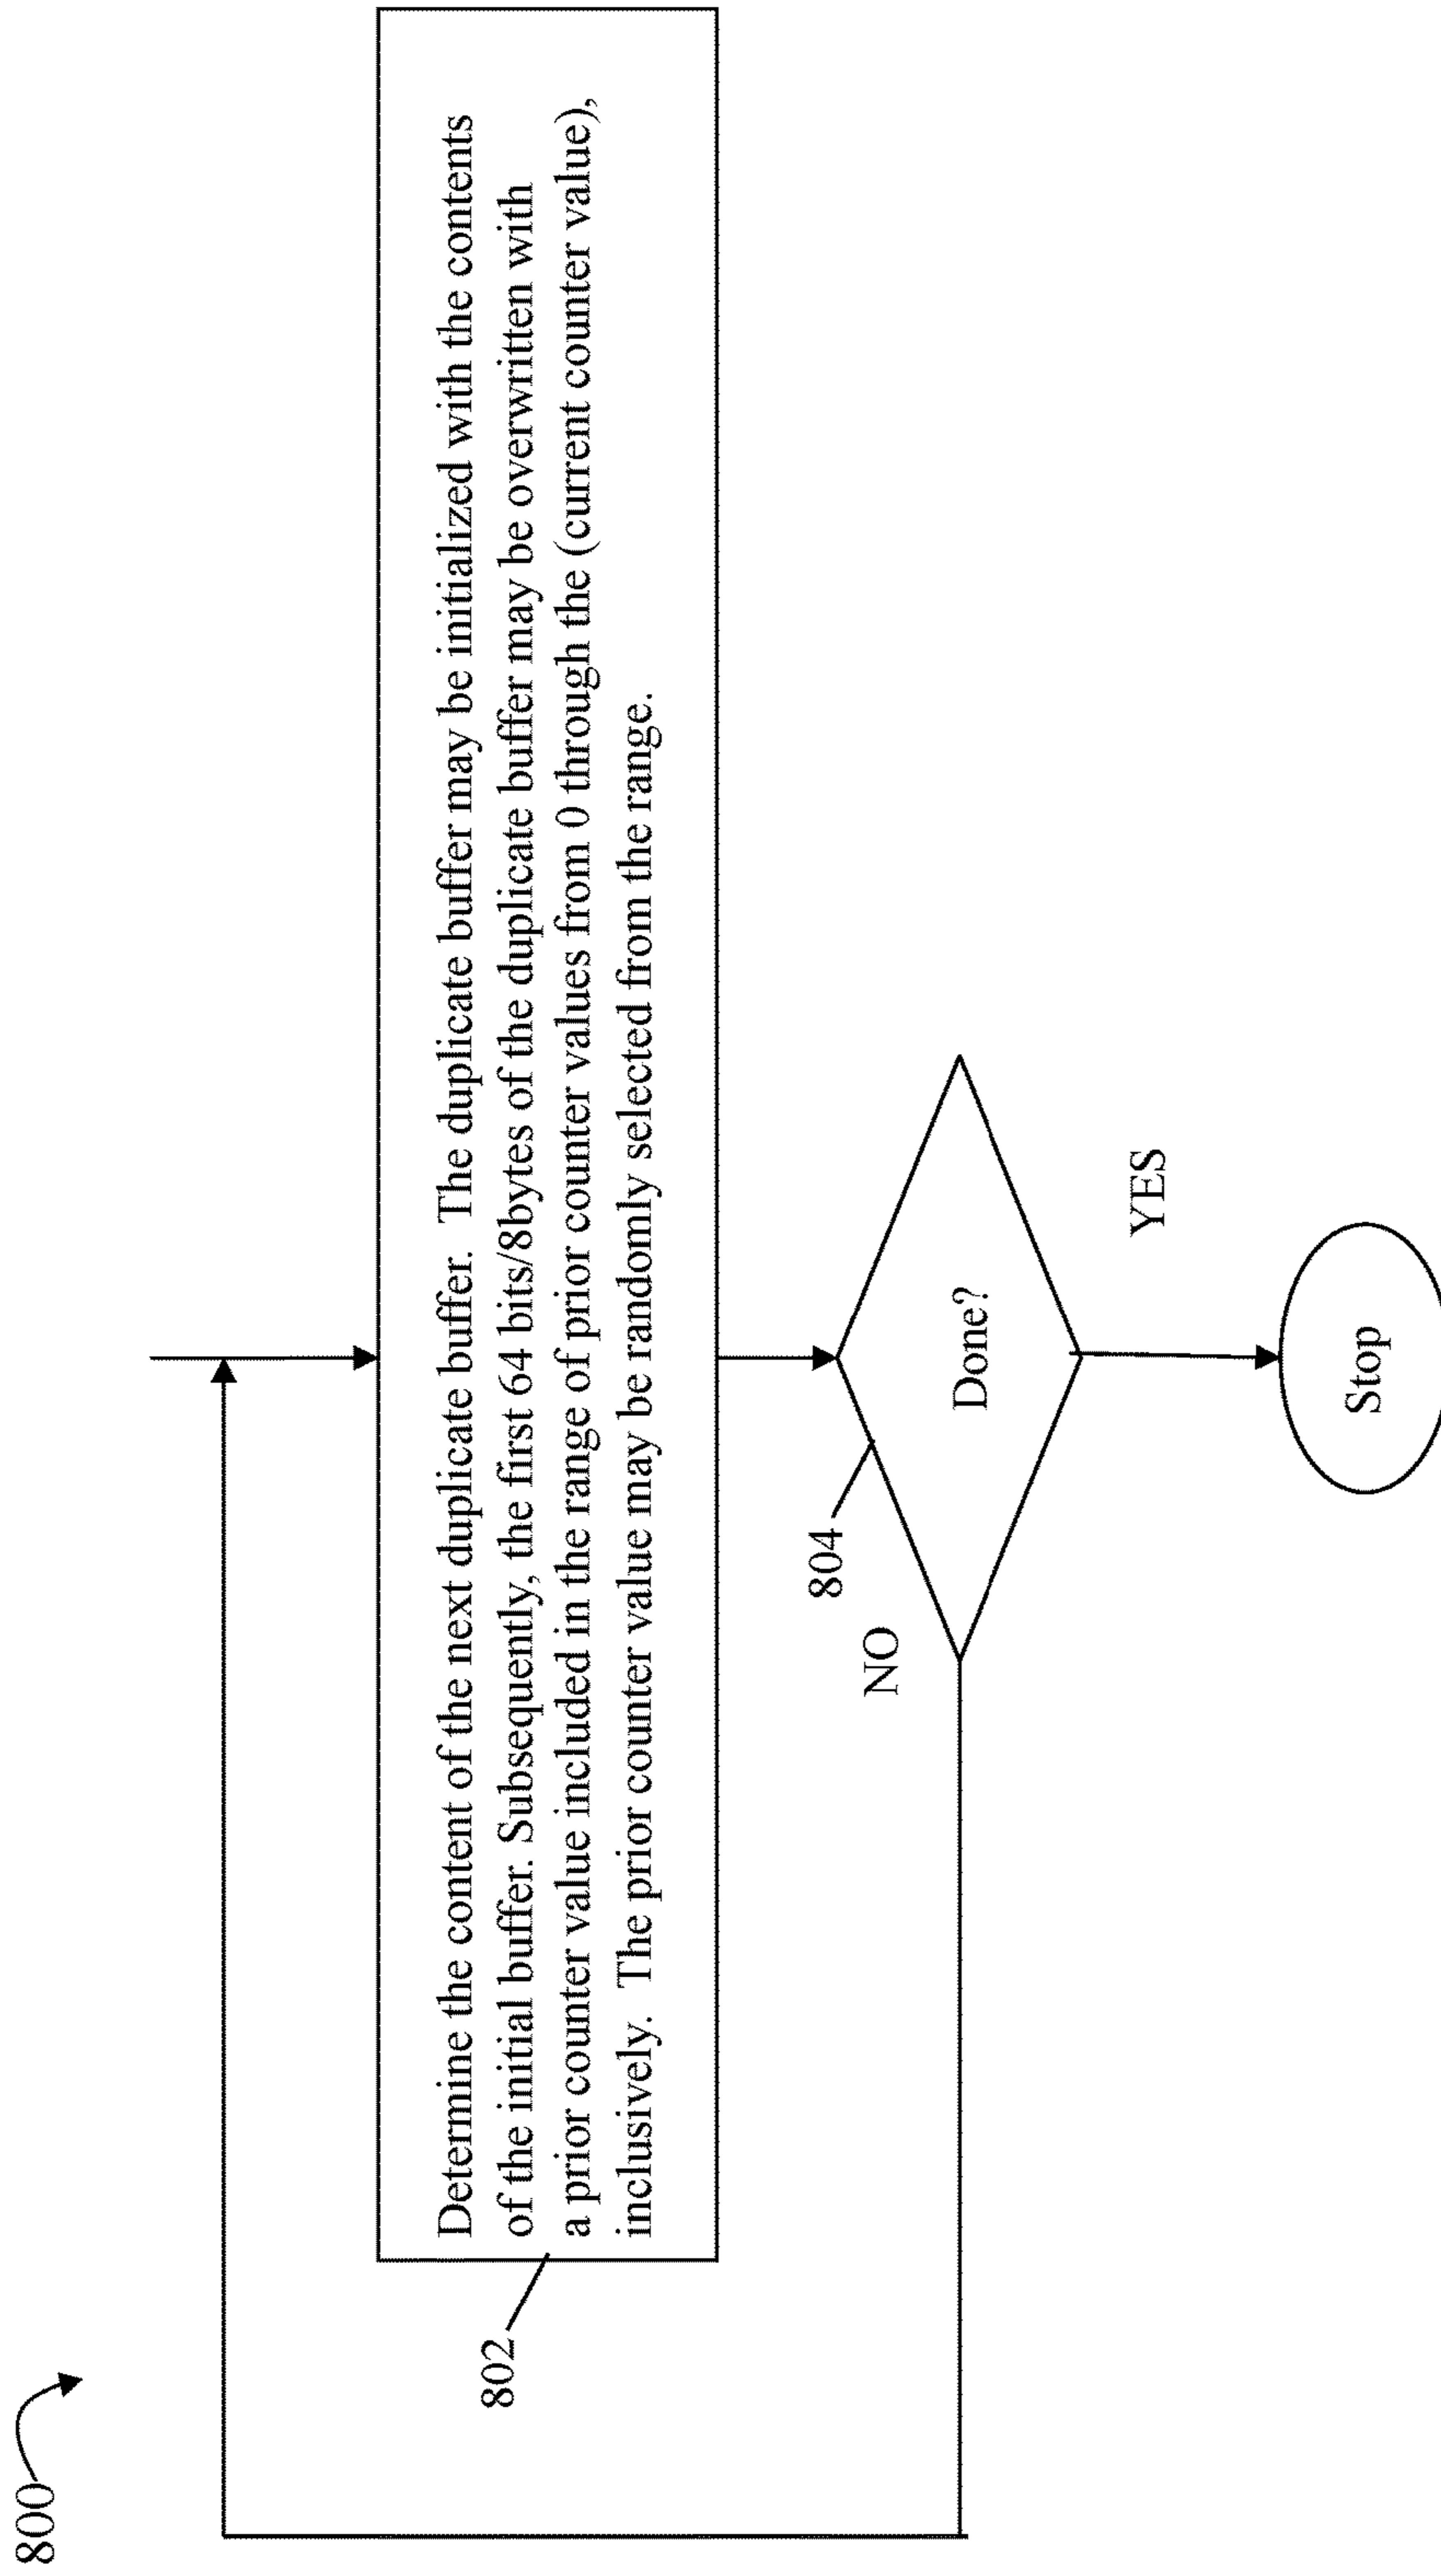 800
802
Determine the content of the next duplicate buffer.  The duplicate buffer may be initialized with the contents
of the initial buffer. Subsequently, the first 64 bits/8bytes of the duplicate buffer may be overwritten with
a prior counter value included in the range of prior counter values from 0 through the (current counter value),
inclusively.  The prior counter value may be randomly selected from the range.
804
NO
Done?
YES
Stop